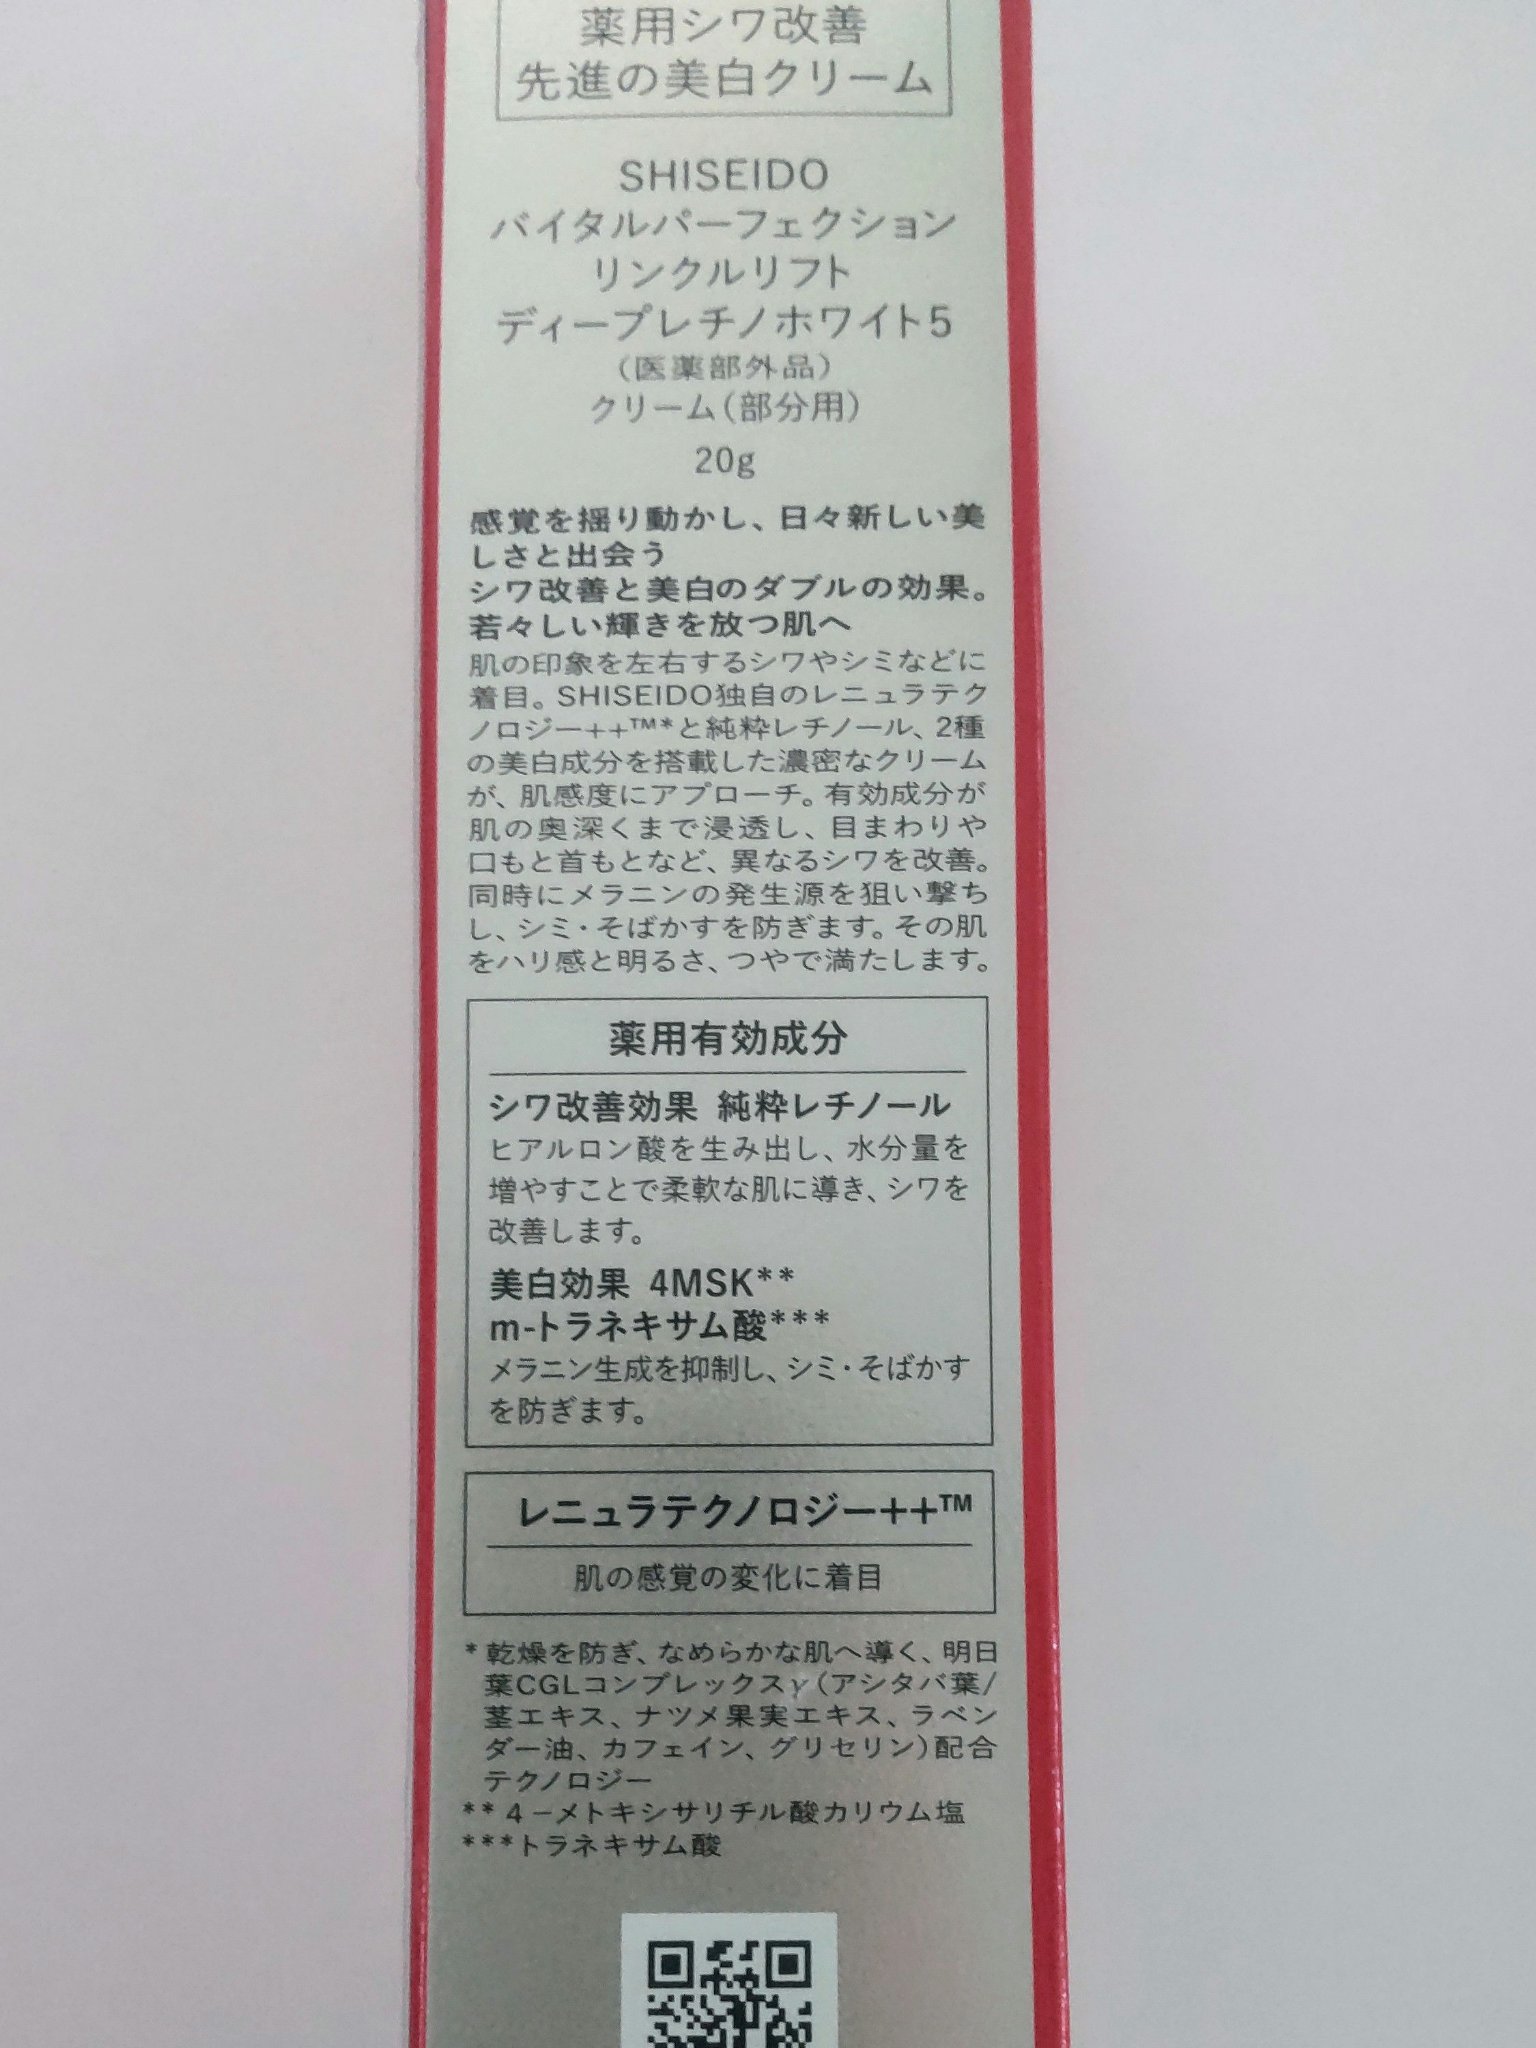 薬用シワ改善
先進の美白クリーム
SHISEIDO
バイタルパーフェクション
リンクルリフト
ディープレチノホワイト5
（医薬部外品）
クリーム（部分用）
20g
感覚を揺り動かし、日々新しい美
しさと出会う
シワ改善と美白のダブルの効果。
若々しい輝きを放つ肌へ
肌の印象を左右するシワやシミなどに
着目。SHISEIDO独自のレニュラテク
ノロジー++™*と純粋レチノール、2種
の美白成分を搭載した濃密なクリーム
が、肌感度にアプローチ。有効成分が
肌の奥深くまで浸透し、目まわりや
口もと首もとなど、異なるシワを改善。
同時にメラニンの発生源を狙い撃ち
し、シミ・そばかすを防ぎます。その肌
をハリ感と明るさ、つやで満たします。
薬用有効成分
シワ改善効果 純粋レチノール
ヒアルロン酸を生み出し、水分量を
増やすことで柔軟な肌に導き、シワを
改善します。
美白効果 4MSK**
m-トラネキサム酸***
メラニン生成を抑制し、シミ・そばかす
を防ぎます。
レニュラテクノロジー++™
肌の感覚の変化に着目
*乾燥を防ぎ、なめらかな肌へ導く、明日
葉CGLコンプレックスγ（アシタバ葉/
茎エキス、ナツメ果実エキス、ラベン
ダー油、カフェイン、グリセリン）配合
テクノロジー
**4－メトキシサリチル酸カリウム塩
***トラネキサム酸